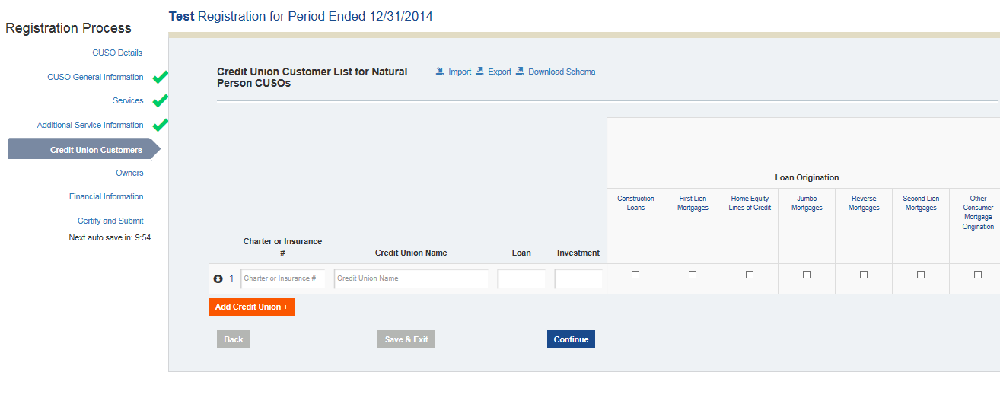 Test Registration for Period Ended 12/31/2014
Registration Process
CUSO Details
CUSO General Information
Services
Additional Service Information
Credit Union Customers
Owners
Financial Information
Certify and Submit
Next auto save in: 9:54
Credit Union Customer List for Natural
Person CUSOs
Import Export Download Schema
Loan Origination
Construction
Loans
First Lien
Mortgages
Home Equity
Lines of Credit
Jumbo
Mortgages
Reverse
Mortgages
Second Lien
Mortgages
Other
Consumer
Mortgage
Origination
Charter or Insurance
#
Credit Union Name
Loan
Investment
1
Charter or Insurance #
Credit Union Name
Add Credit Union +
Back
Save & Exit
Continue